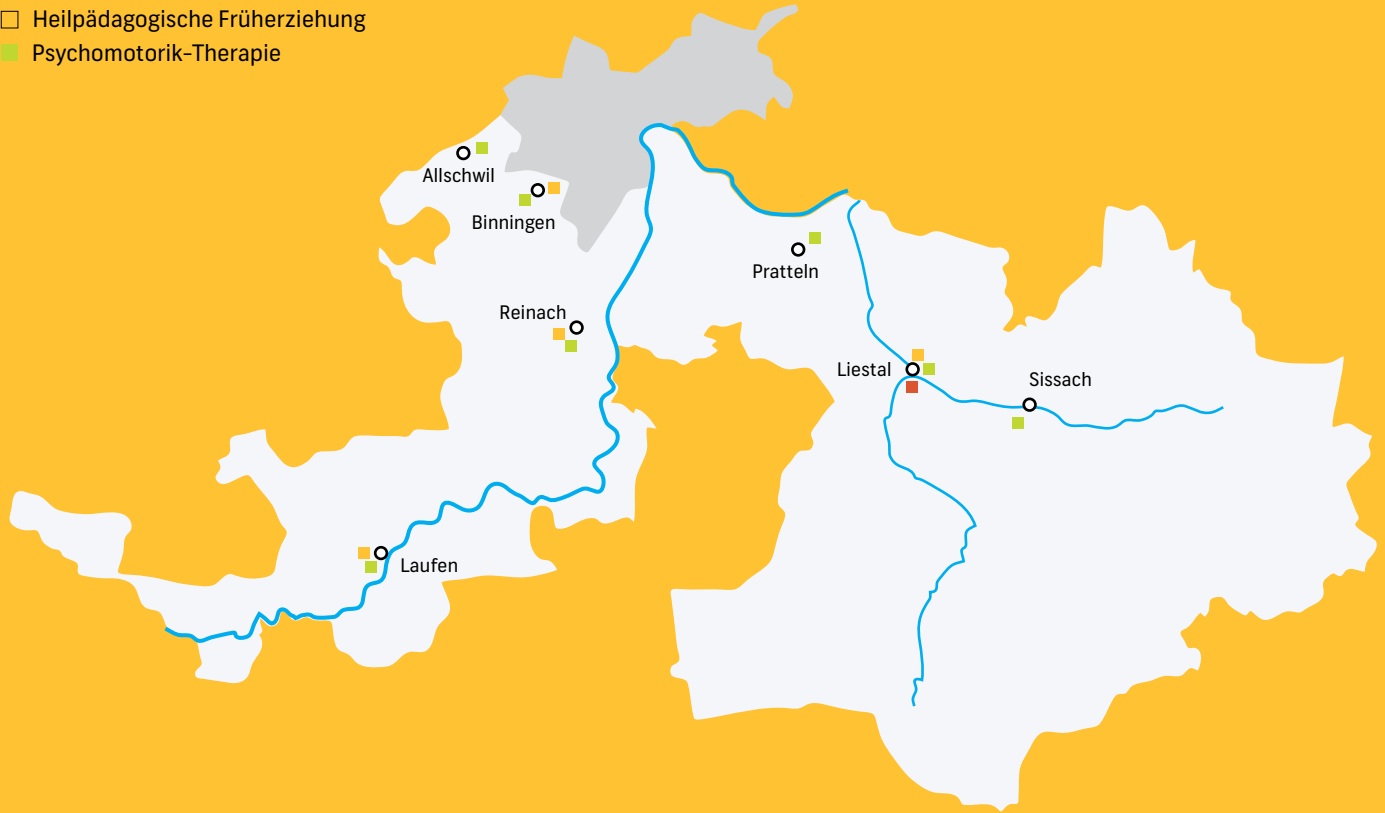 Heilpädagogische Früherziehung
Psychomotorik-Therapie
Allschwil
Binningen
Pratteln
Reinach
Liestal
Sissach
Laufen